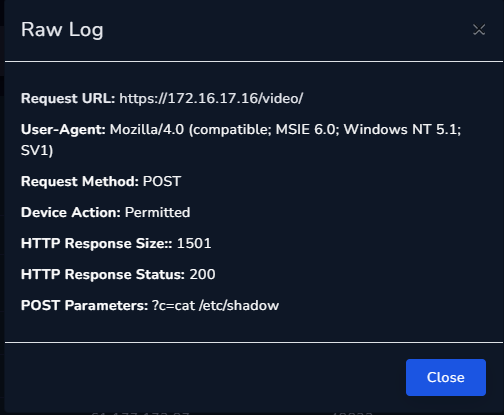 Raw Log
Request URL: https://172.16.17.16/video/
User-Agent: Mozilla/4.0 (compatible; MSIE 6.0; Windows NT 5.1;
SV1)
Request Method: POST
Device Action: Permitted
HTTP Response Size:: 1501
HTTP Response Status: 200
POST Parameters: ?c=cat /etc/shadow
Close